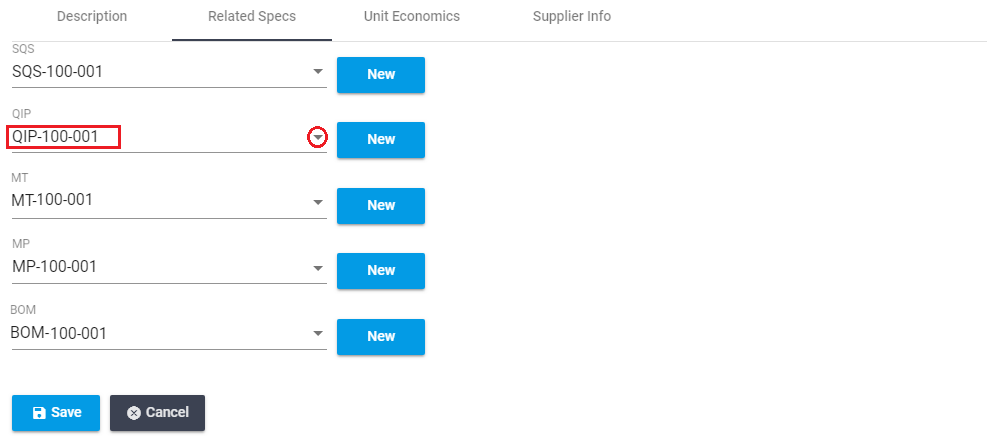 Description Related Specs Unit Economics Supplier Info
SQS
SQS-100-001 New
QIP
QIP-100-001 New
MT
MT-100-001 New
MP
MP-100-001 New
BOM
BOM-100-001 New
Save Cancel